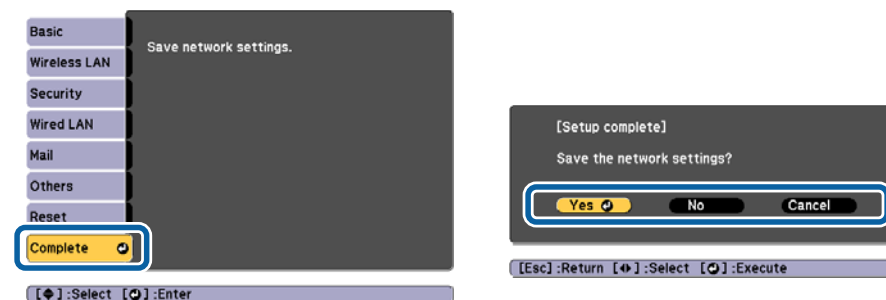 Basic
Save network settings.
Wireless LAN
Security
Wired LAN
Mail
Others
Reset
Complete
[◆] :Select [⏎] :Enter
[Setup complete]
Save the network settings?
Yes ⏎ No Cancel
[Esc] :Return [◀▶] :Select [⏎] :Execute